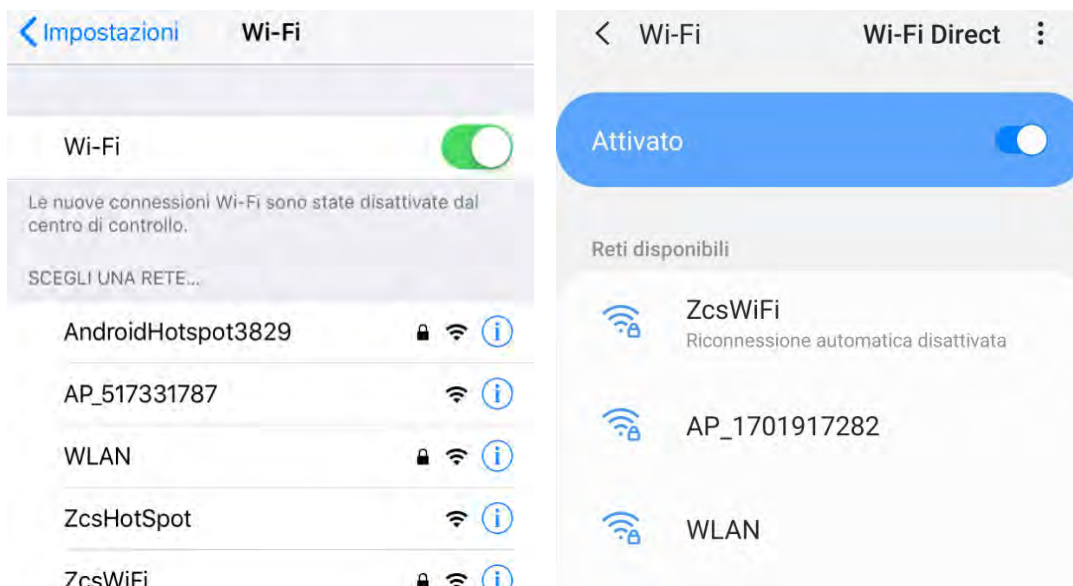 Impostazioni
Wi-Fi
Wi-Fi
Le nuove connessioni Wi-Fi sono state disattivate dal
centro di controllo.
SCEGLI UNA RETE...
AndroidHotspot3829
AP_517331787
WLAN
ZcsHotSpot
ZcsWiFi
Wi-Fi
Wi-Fi Direct
Attivato
Reti disponibili
ZcsWiFi
Riconnessione automatica disattivata
AP_1701917282
WLAN